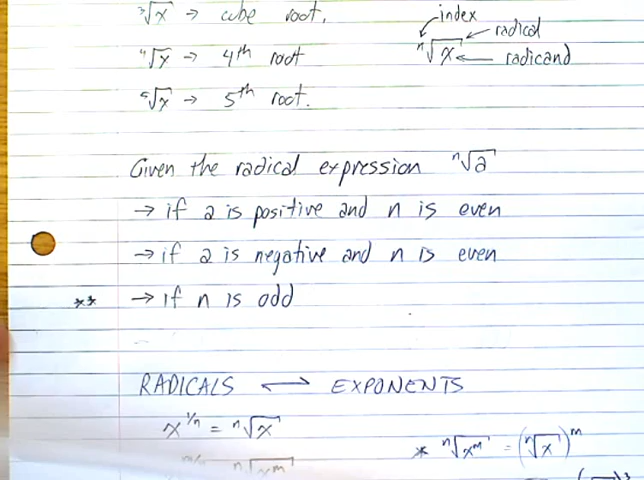 ³√x → cube root.
index
radical
ⁿ√x radicand
⁴√x → 4th root
⁵√x → 5th root.
Given the radical expression ⁿ√a
→ if a is positive and n is even
→ if a is negative and n is even
** → if n is odd
RADICALS ↔ EXPONENTS
x^(1/n) = ⁿ√x
* ⁿ√x^m = (ⁿ√x)^m
x^(m/n) ⁿ√x^m